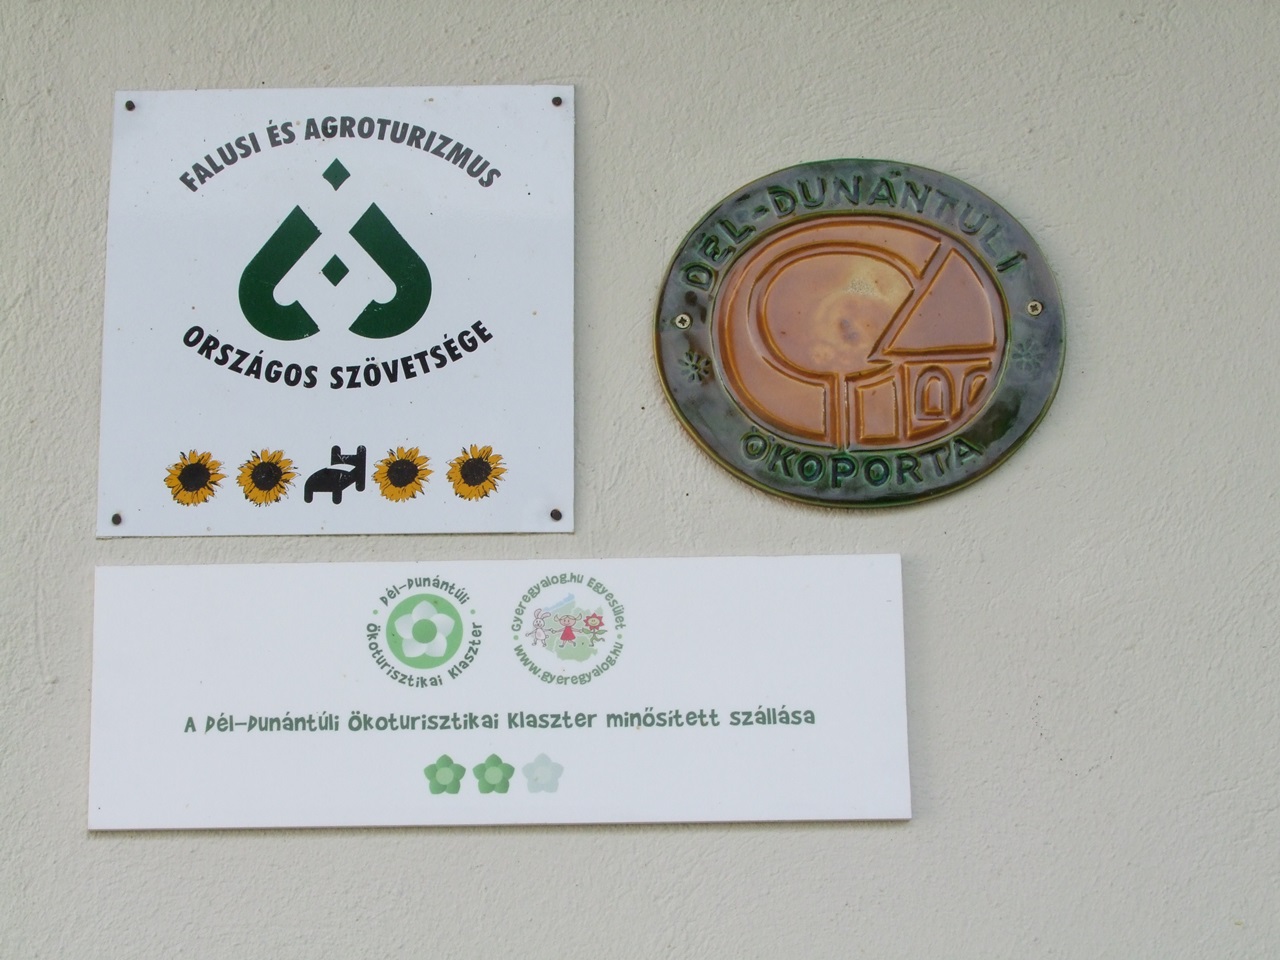 FALUSI ÉS AGROTURIZMUS
ORSZÁGOS SZÖVETSÉGE
DÉL-DUNÁNTÚLI
ÖKOPORTA
Dél-Dunántúli
Ökoturisztikai Klaszter
Gyeregyalog.hu Egyesület
www.gyeregyalog.hu
A Dél-Dunántúli Ökoturisztikai Klaszter minősített szállása